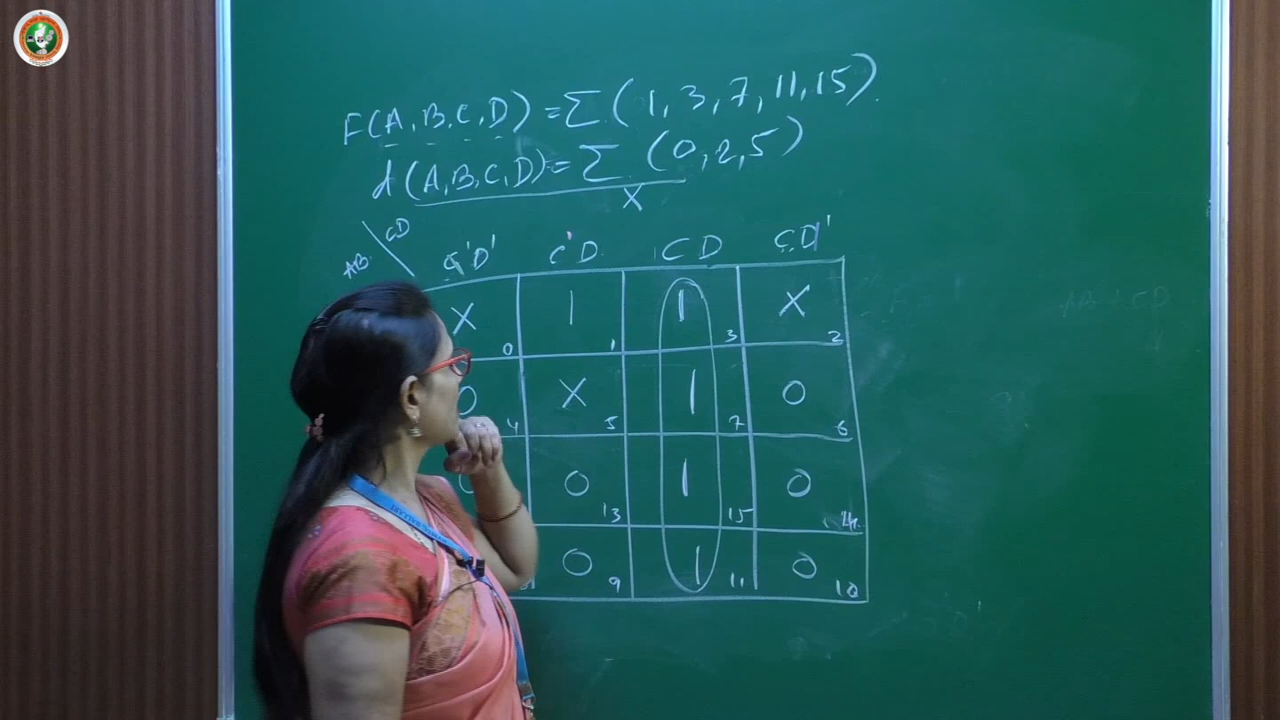 F(A,B,C,D) = Σ (1,3,7,11,15).
d(A,B,C,D) = Σ (0,2,5)
X
AB \ CD C'D' C'D CD CD'
X 0 1 1 1 3 X 2
0 4 X 5 1 7 0 6
0 0 13 1 15 0 14
0 9 1 11 0 10